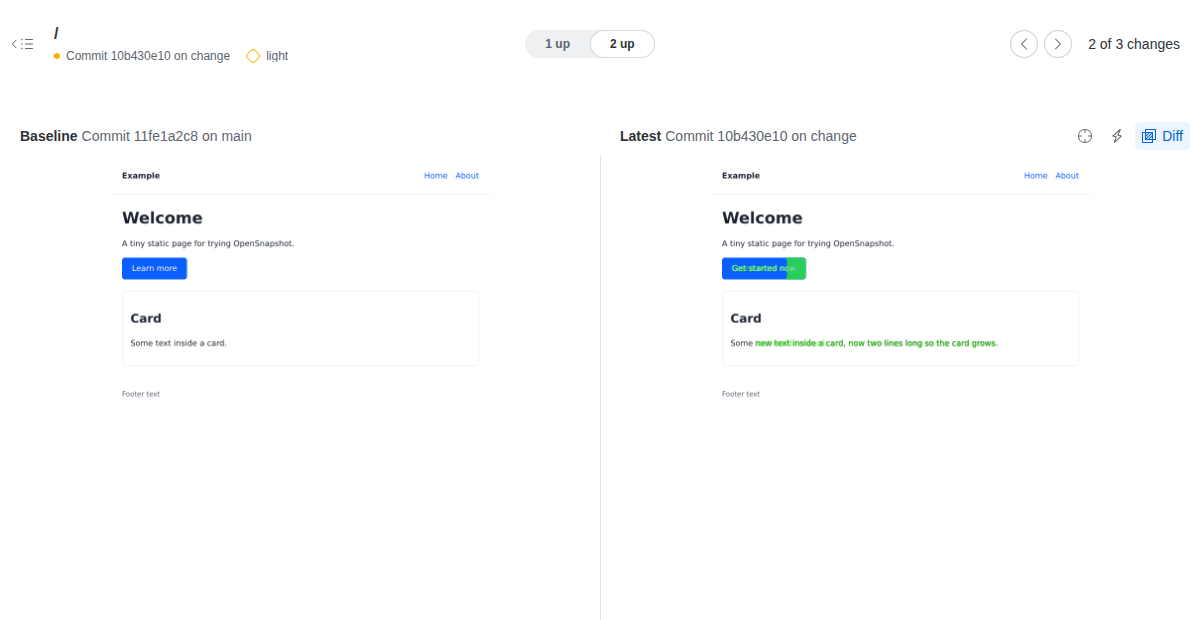 /
Commit 10b430e10 on change light
1 up 2 up
2 of 3 changes
Baseline Commit 11fe1a2c8 on main
Latest Commit 10b430e10 on change
Diff
Example Home About
Welcome
A tiny static page for trying OpenSnapshot.
Learn more
Card
Some text inside a card.
Footer text
Example Home About
Welcome
A tiny static page for trying OpenSnapshot.
Get started now
Card
Some new text inside a card, now two lines long so the card grows.
Footer text